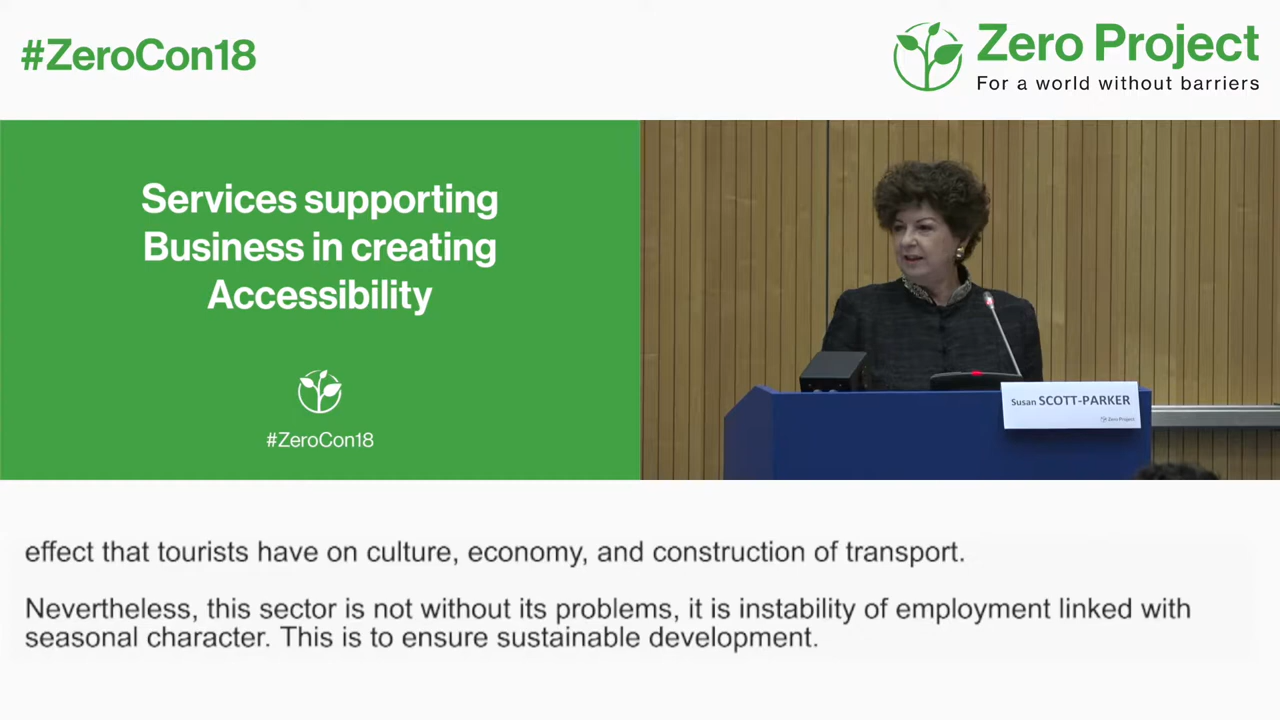 #ZeroCon18
Zero Project
For a world without barriers
Services supporting
Business in creating
Accessibility
#ZeroCon18
Susan SCOTT-PARKER
Zero Project
effect that tourists have on culture, economy, and construction of transport.
Nevertheless, this sector is not without its problems, it is instability of employment linked with
seasonal character. This is to ensure sustainable development.